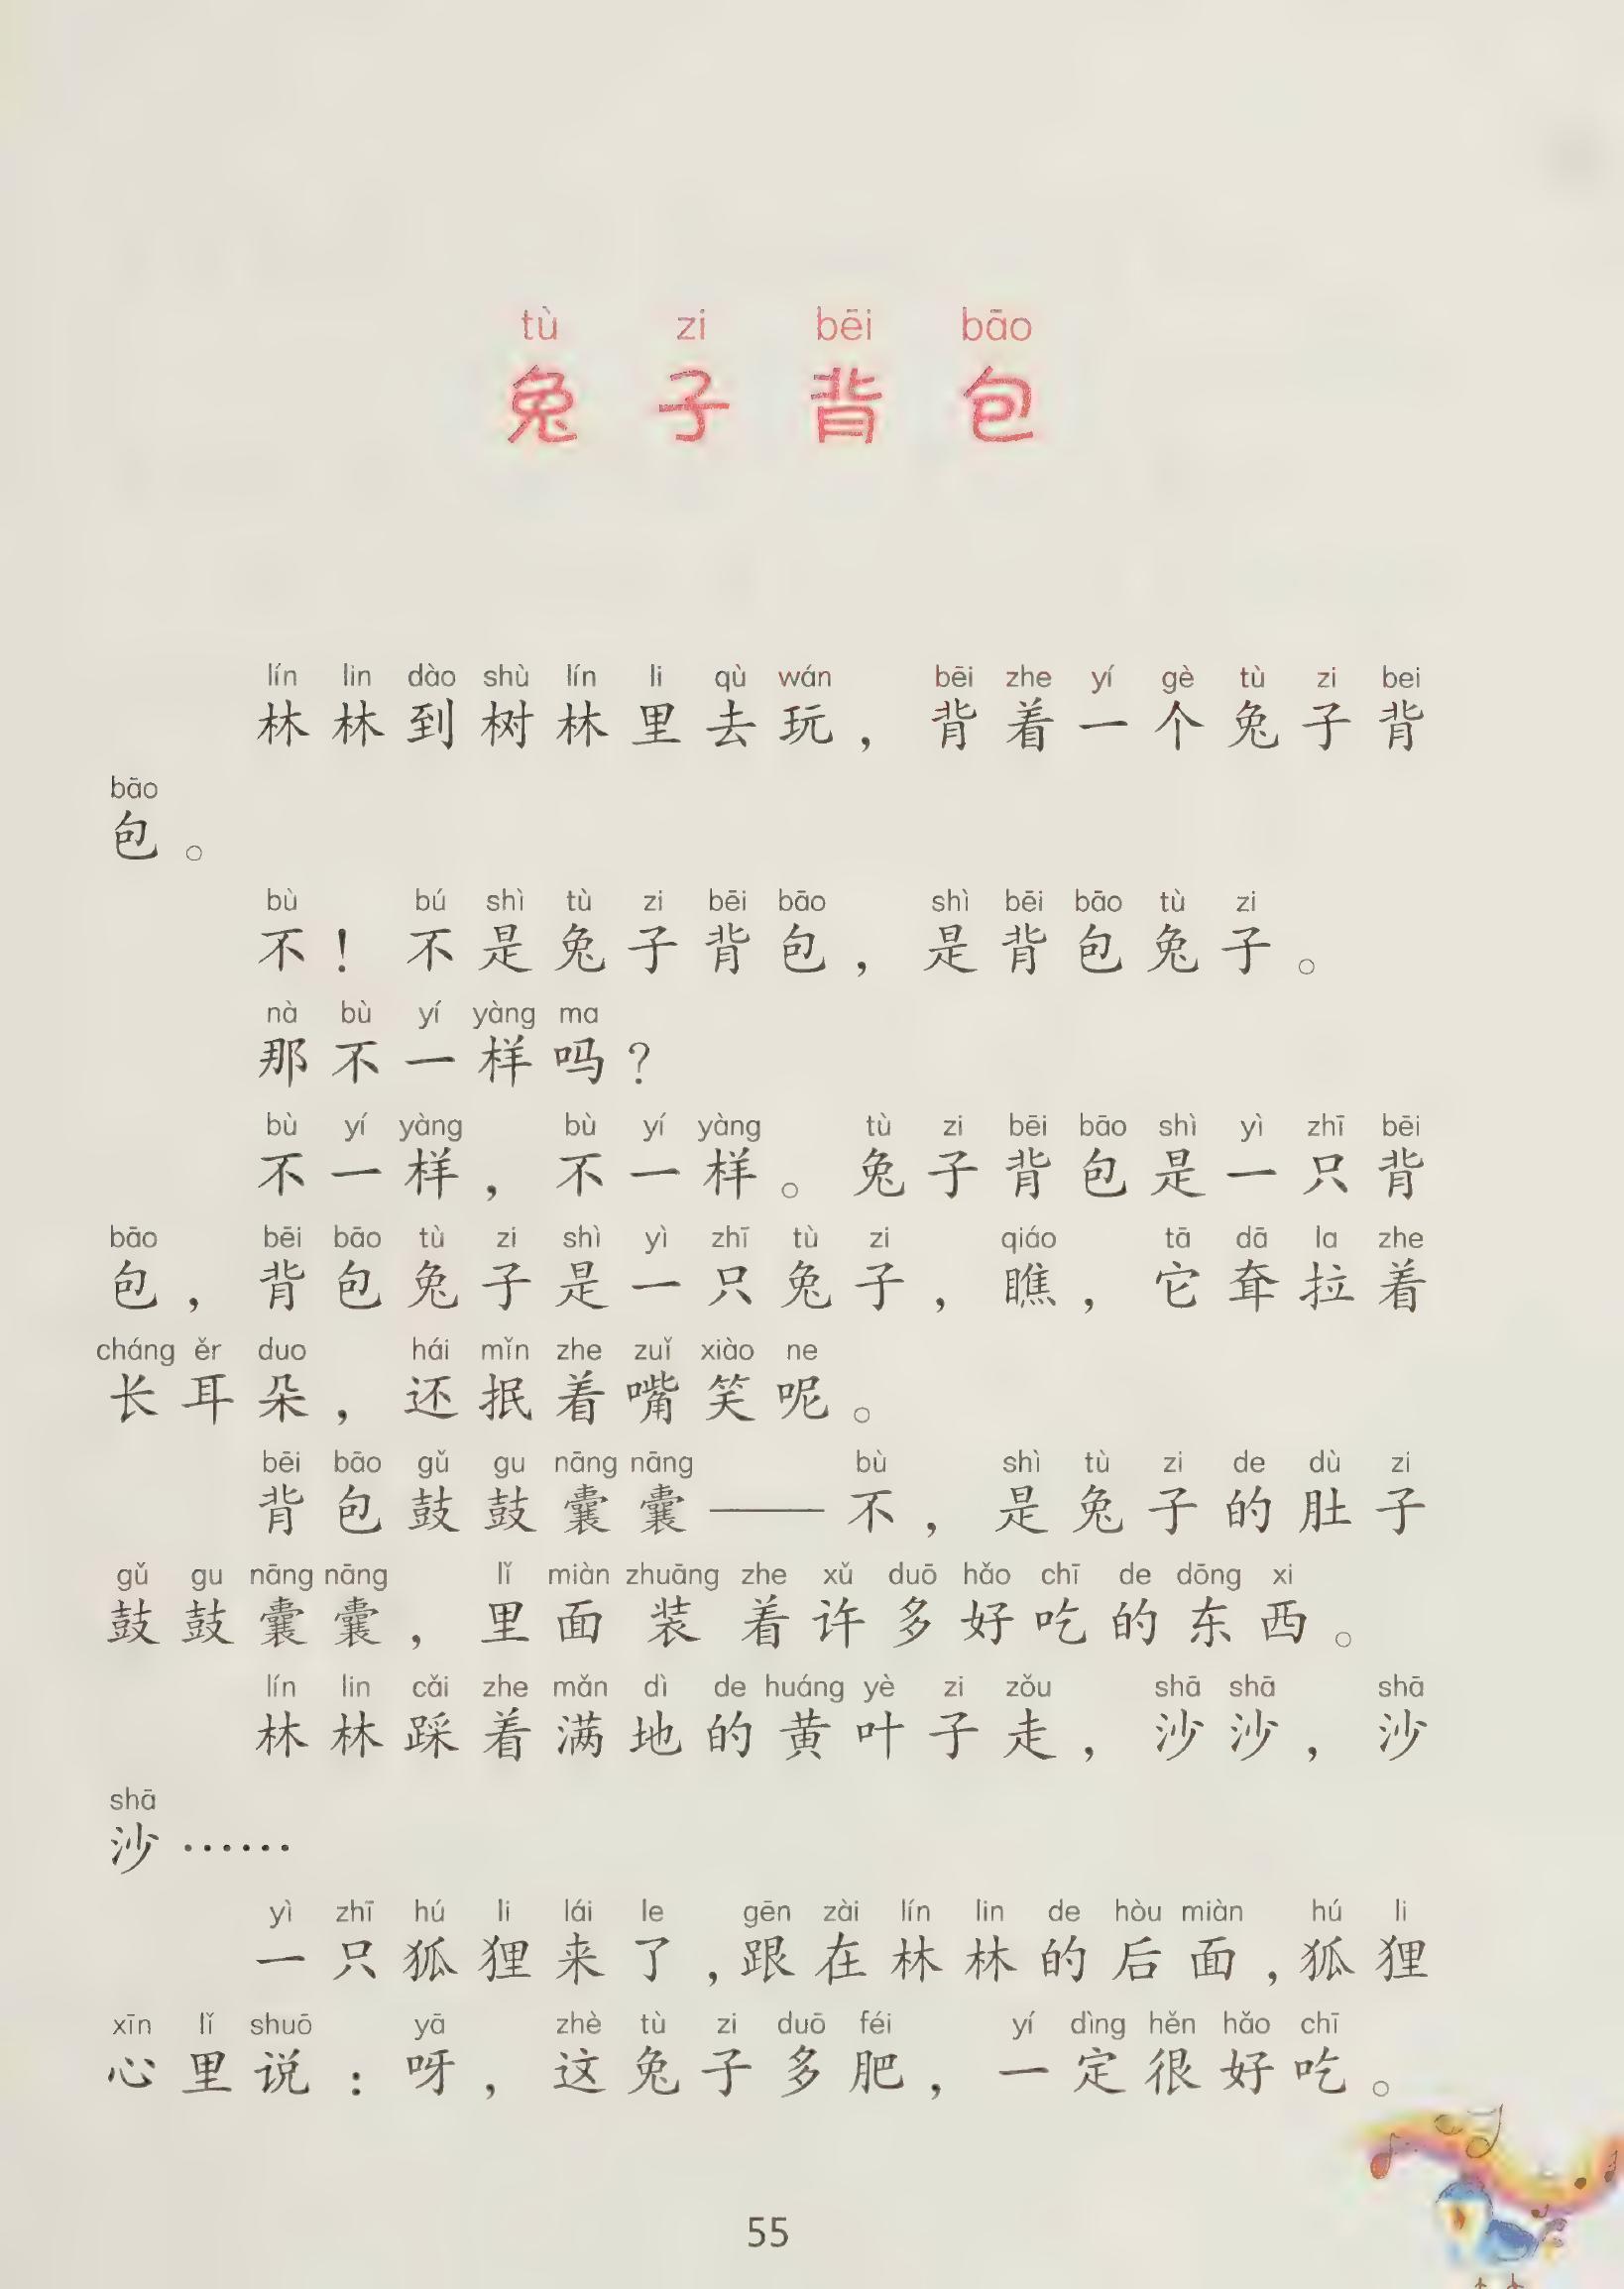 tù zi bēi bāo
兔子背包
lín lin dào shù lín li qù wán bēi zhe yí gè tù zi bei
林林到树林里去玩，背着一个兔子背
bāo
包。
bù bú shì tù zi bēi bāo shì bēi bāo tù zi
不！不是兔子背包，是背包兔子。
nà bù yí yàng ma
那不一样吗？
bù yí yàng bù yí yàng tù zi bēi bāo shì yì zhī bēi
不一样，不一样。兔子背包是一只背
bāo bēi bāo tù zi shì yì zhī tù zi qiáo tā dā la zhe
包，背包兔子是一只兔子，瞧，它耷拉着
cháng ěr duo hái mǐn zhe zuǐ xiào ne
长耳朵，还抿着嘴笑呢。
bēi bāo gǔ gu nāng nāng bù shì tù zi de dù zi
背包鼓鼓囊囊——不，是兔子的肚子
gǔ gu nāng nāng lǐ miàn zhuāng zhe xǔ duō hǎo chī de dōng xi
鼓鼓囊囊，里面装着许多好吃的东西。
lín lin cǎi zhe mǎn dì de huáng yè zi zǒu shā shā shā
林林踩着满地的黄叶子走，沙沙，沙
shā
沙……
yì zhī hú li lái le gēn zài lín lin de hòu miàn hú li
一只狐狸来了，跟在林林的后面，狐狸
xīn lǐ shuō yā zhè tù zi duō féi yí dìng hěn hǎo chī
心里说：呀，这兔子多肥，一定很好吃。
55